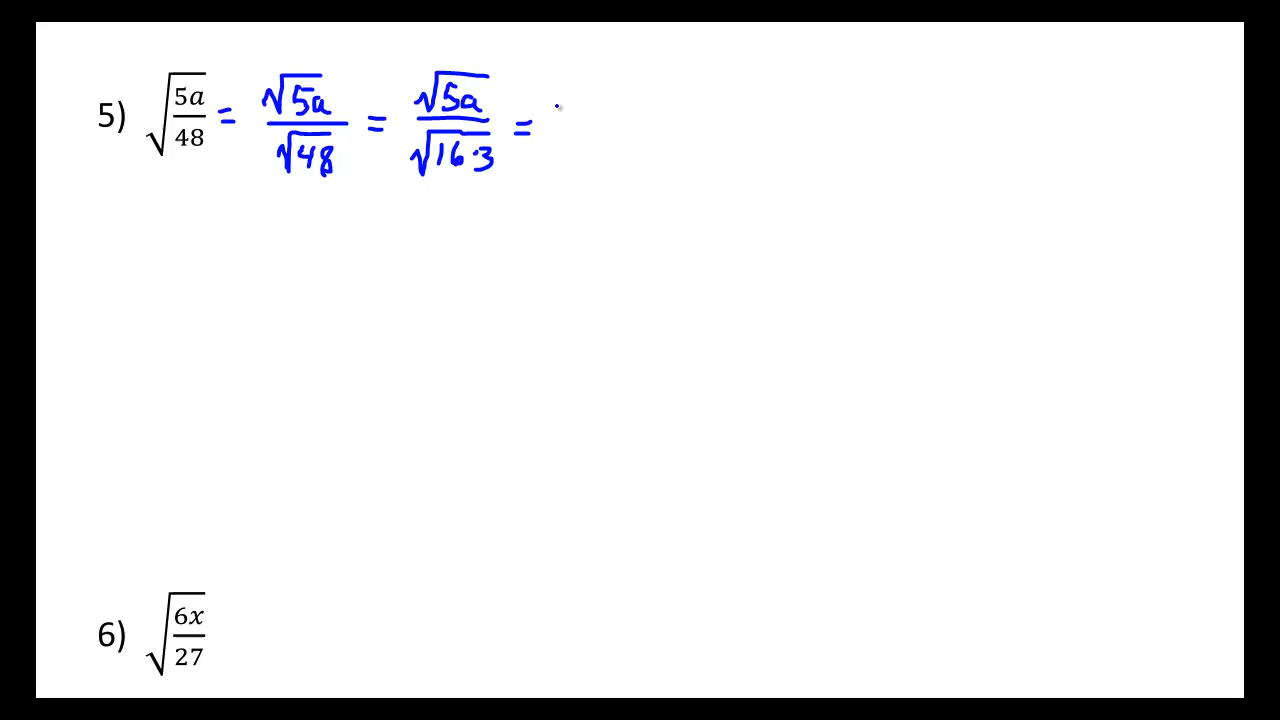 5) √(5a/48) = √5a/√48 = √5a/√16·3 =
6) √(6x/27)